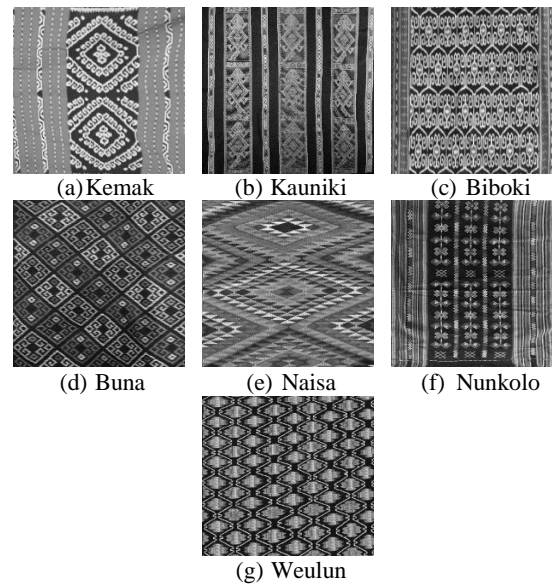 (a) Kemak
(b) Kauniki
(c) Biboki
(d) Buna
(e) Naisa
(f) Nunkolo
(g) Weulun